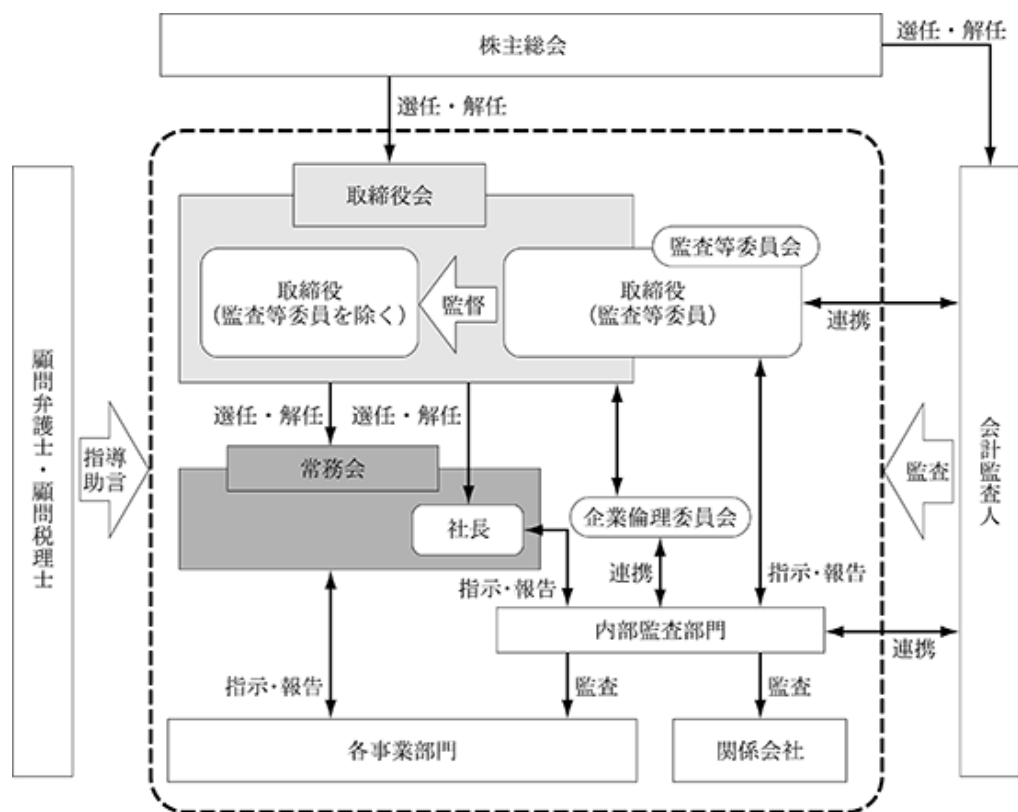 株主総会
選任・解任
選任・解任
取締役会
監査等委員会
取締役
(監査等委員を除く)
監督
取締役
(監査等委員)
連携
顧問弁護士・顧問税理士
指導
助言
選任・解任
選任・解任
常務会
社長
企業倫理委員会
監査
会計監査人
指示・報告
連携
指示・報告
内部監査部門
連携
指示・報告
監査
監査
各事業部門
関係会社